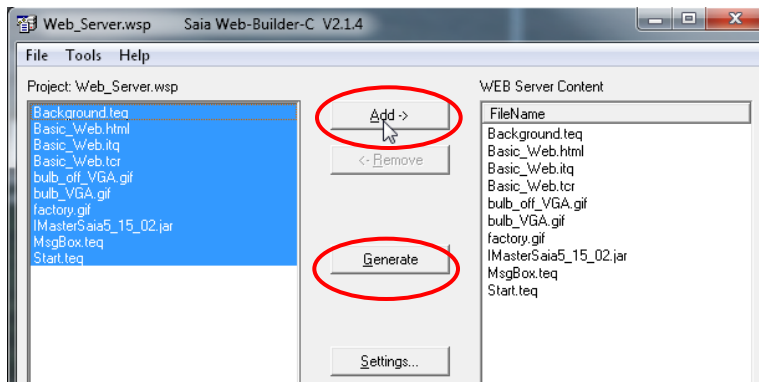 Web_Server.wsp Saia Web-Builder-C V2.1.4
File Tools Help
Project: Web_Server.wsp
Background.teq
Basic_Web.html
Basic_Web.itq
Basic_Web.tcr
bulb_off_VGA.gif
bulb_VGA.gif
factory.gif
IMasterSaia5_15_02.jar
MsgBox.teq
Start.teq
Add ->
<- Remove
Generate
Settings...
WEB Server Content
FileName
Background.teq
Basic_Web.html
Basic_Web.itq
Basic_Web.tcr
bulb_off_VGA.gif
bulb_VGA.gif
factory.gif
IMasterSaia5_15_02.jar
MsgBox.teq
Start.teq